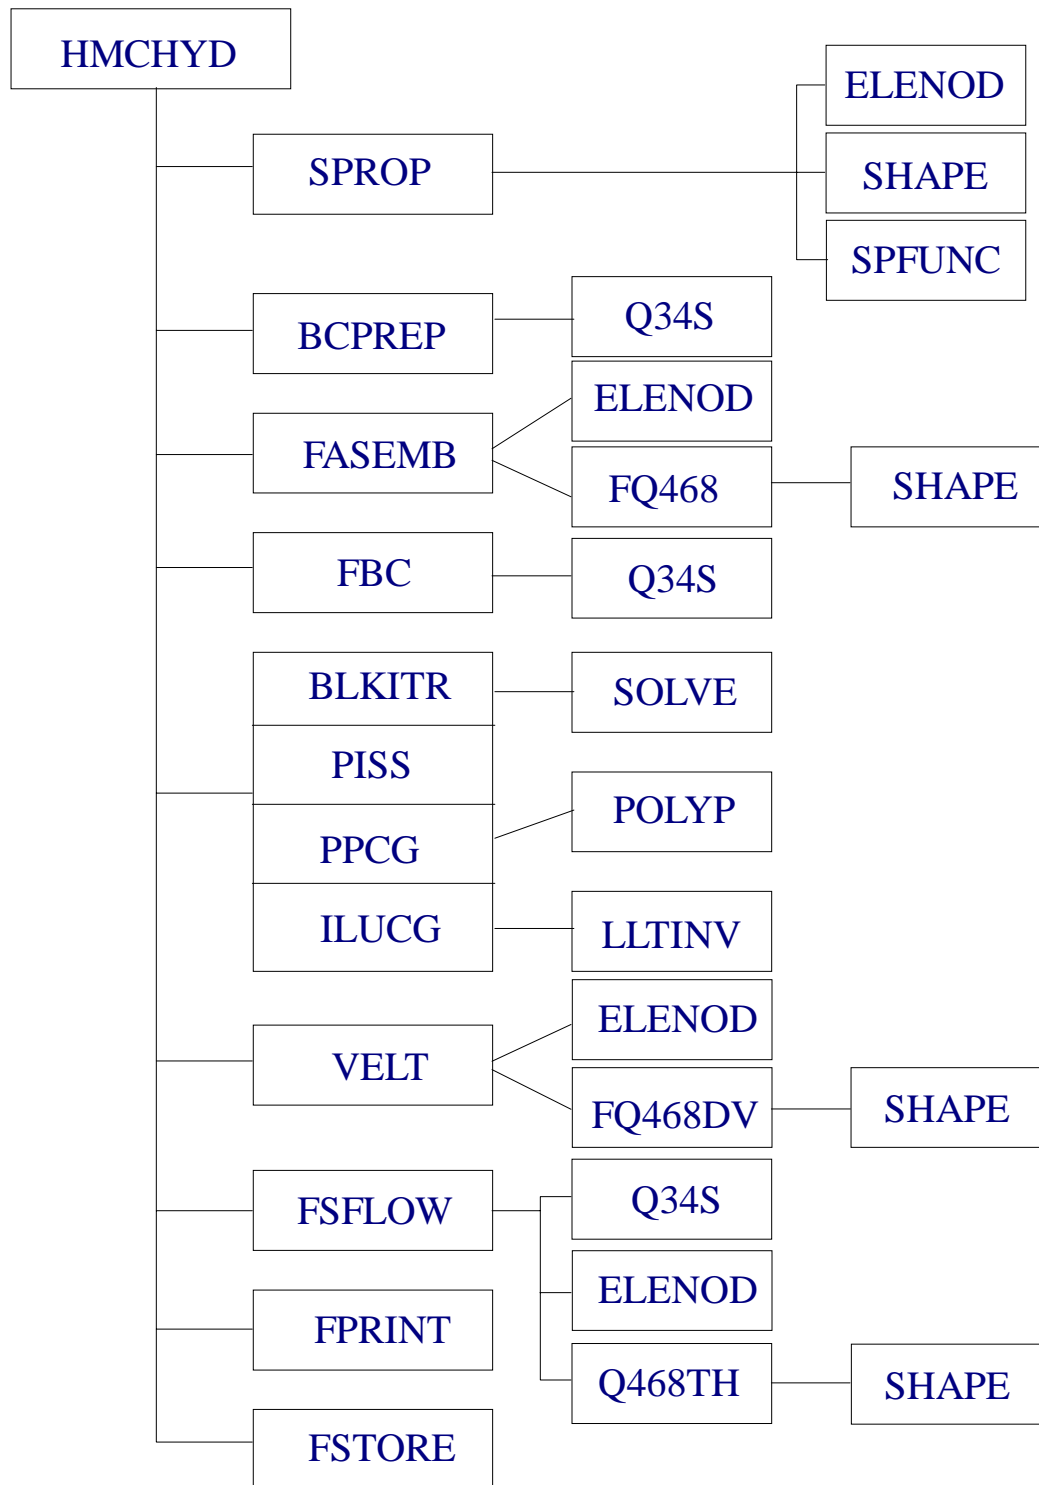 HMCHYD
ELENOD
SPROP
SHAPE
SPFUNC
BCPREP
Q34S
ELENOD
FASEMB
FQ468
SHAPE
FBC
Q34S
BLKITR
SOLVE
PISS
POLYP
PPCG
ILUCG
LLTINV
ELENOD
VELT
FQ468DV
SHAPE
FSFLOW
Q34S
ELENOD
FPRINT
Q468TH
SHAPE
FSTORE